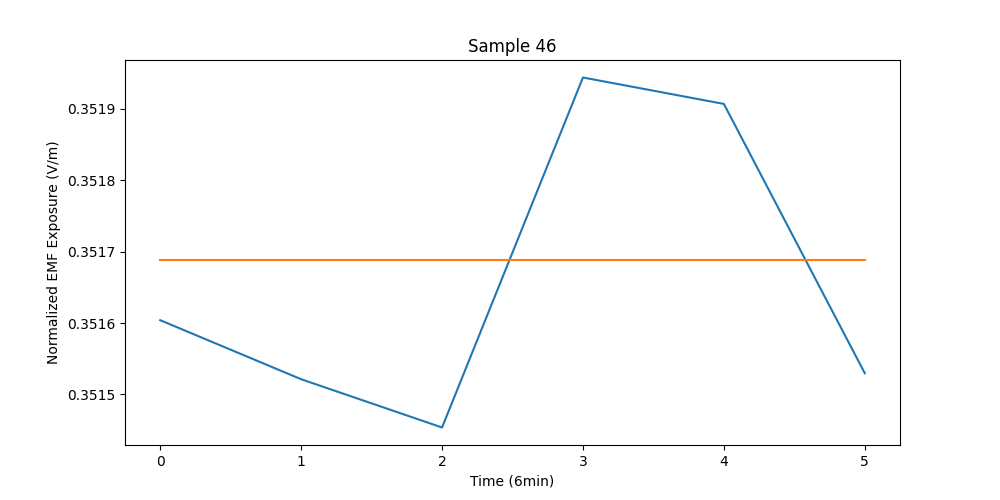 Sample 46
Normalized EMF Exposure (V/m)
0.3519
0.3518
0.3517
0.3516
0.3515
0 1 2 3 4 5
Time (6min)